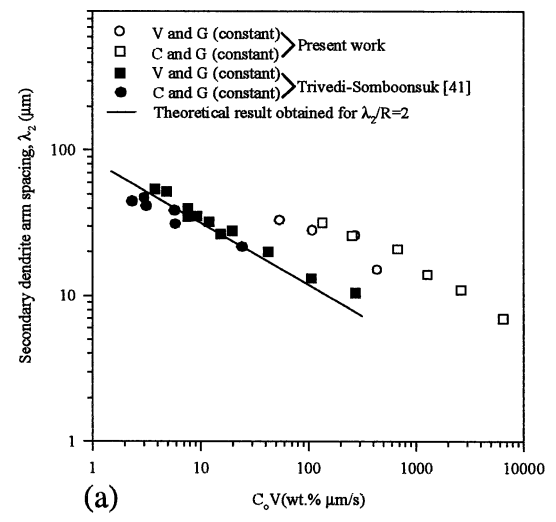 V and G (constant)
C and G (constant)
Present work
V and G (constant)
C and G (constant)
Trivedi-Somboonsuk [41]
Theoretical result obtained for λ₂/R=2
Secondary dendrite arm spacing, λ₂ (μm)
100
10
1
1 10 100 1000 10000
(a)
CₒV(wt.% μm/s)